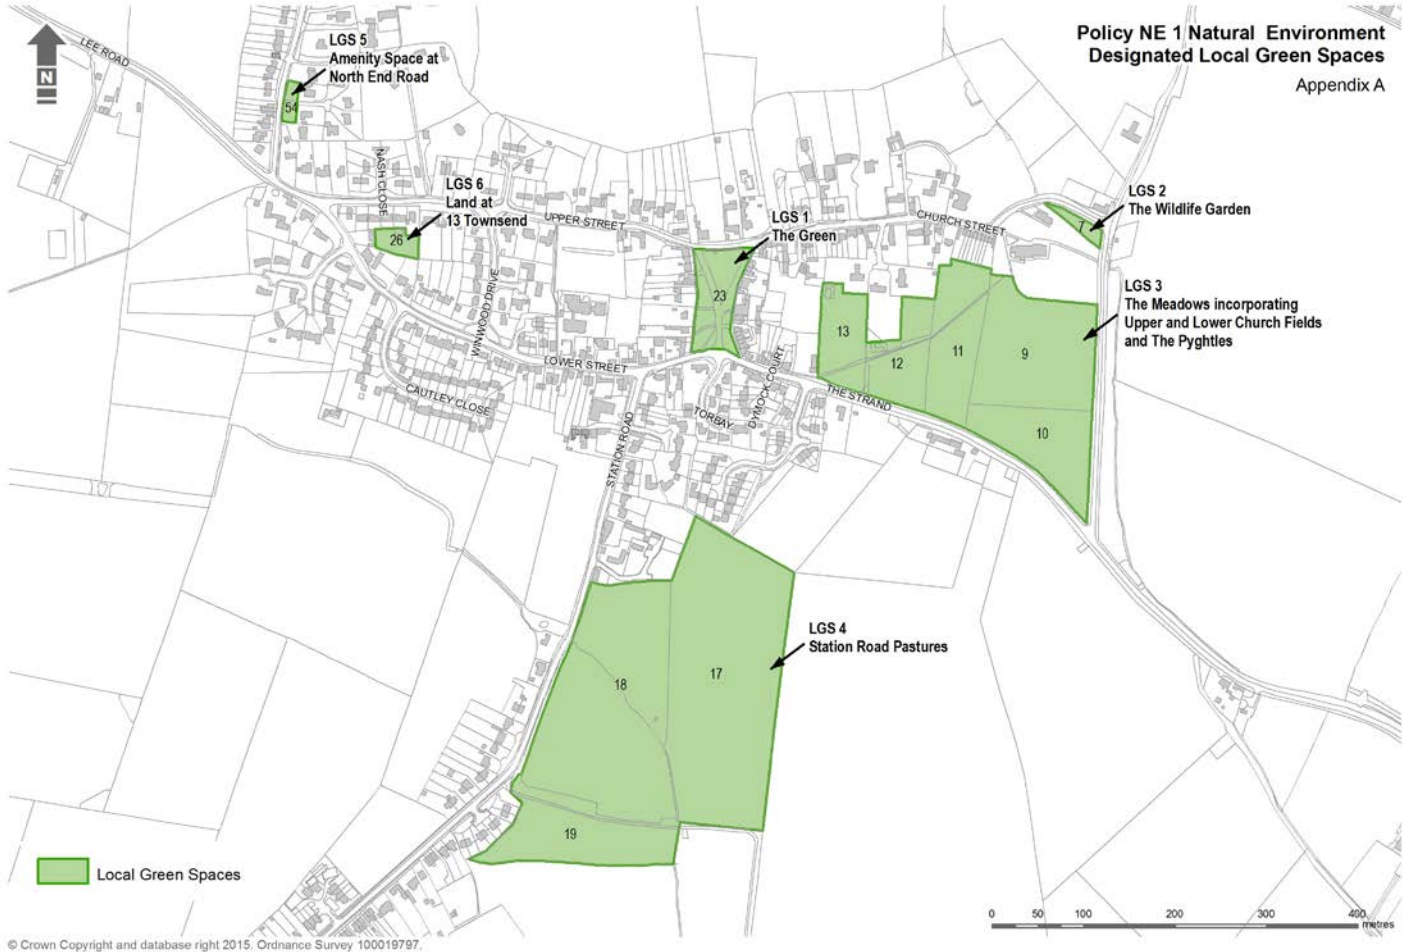 Policy NE 1 Natural Environment
Designated Local Green Spaces
Appendix A
N
LEE ROAD
LGS 5
Amenity Space at
North End Road
54
NASH CLOSE
LGS 6
Land at
13 Townsend
26
UPPER STREET
LGS 1
The Green
23
CHURCH STREET
LGS 2
The Wildlife Garden
7
LGS 3
The Meadows incorporating
Upper and Lower Church Fields
and The Pyghtles
13
12
11
9
10
WINWOOD DRIVE
LOWER STREET
CAUTLEY CLOSE
STATION ROAD
TORBAY
DYMOCK COURT
THE STRAND
LGS 4
Station Road Pastures
17
18
19
Local Green Spaces
0 50 100 200 300 400
metres
© Crown Copyright and database right 2015. Ordnance Survey 100019797.